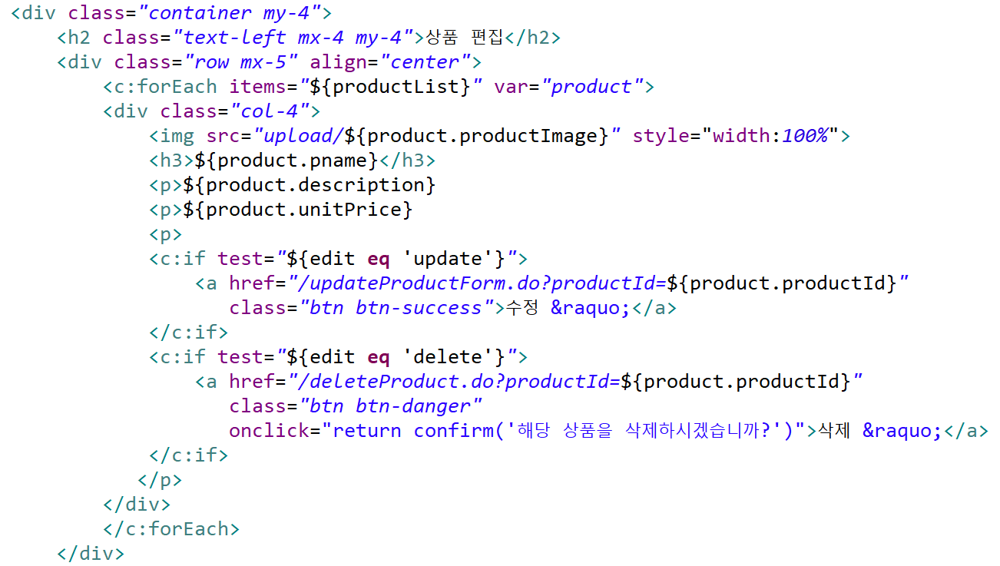 <div class="container my-4">
    <h2 class="text-left mx-4 my-4">상품 편집</h2>
    <div class="row mx-5" align="center">
        <c:forEach items="${productList}" var="product">
        <div class="col-4">
            <img src="upload/${product.productImage}" style="width:100%">
            <h3>${product.pname}</h3>
            <p>${product.description}
            <p>${product.unitPrice}
            <p>
            <c:if test="${edit eq 'update'}">
                <a href="/updateProductForm.do?productId=${product.productId}"
                   class="btn btn-success">수정 &raquo;</a>
            </c:if>
            <c:if test="${edit eq 'delete'}">
                <a href="/deleteProduct.do?productId=${product.productId}"
                   class="btn btn-danger"
                   onclick="return confirm('해당 상품을 삭제하시겠습니까?')">삭제 &raquo;</a>
            </c:if>
           </p>
        </div>
        </c:forEach>
    </div>